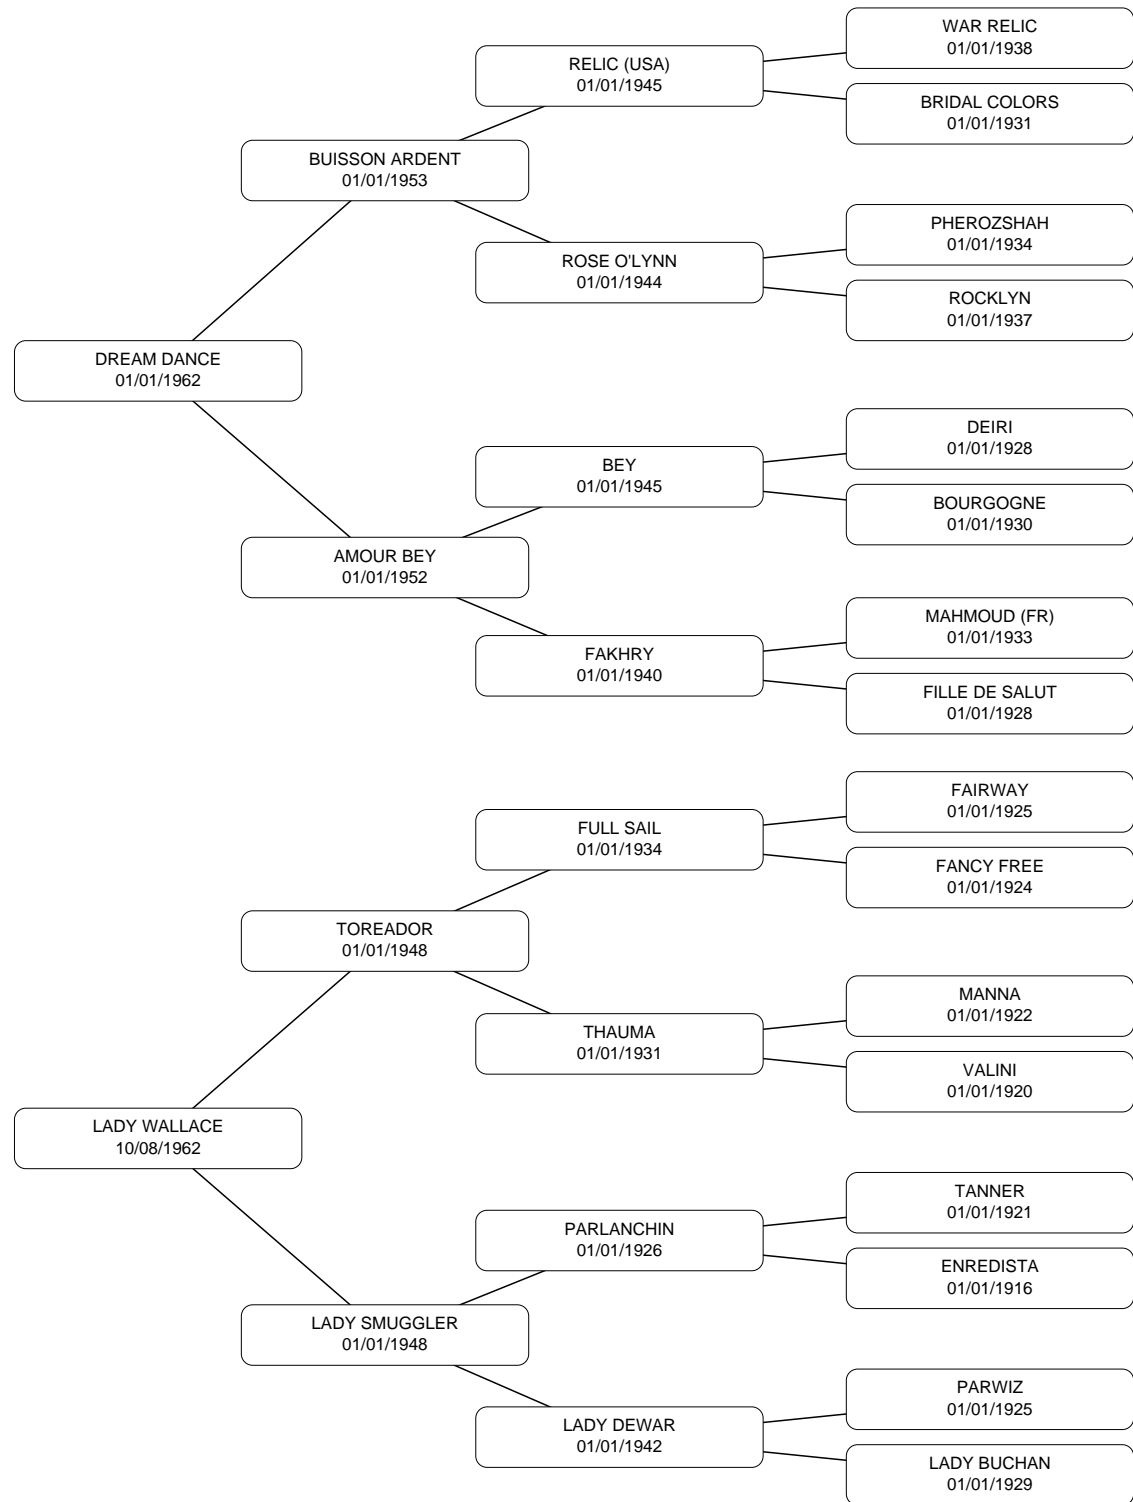 WAR RELIC
01/01/1938
RELIC (USA)
01/01/1945
BRIDAL COLORS
01/01/1931
BUISSON ARDENT
01/01/1953
PHEROZSHAH
01/01/1934
ROSE O'LYNN
01/01/1944
ROCKLYN
01/01/1937
DREAM DANCE
01/01/1962
DEIRI
01/01/1928
BEY
01/01/1945
BOURGOGNE
01/01/1930
AMOUR BEY
01/01/1952
MAHMOUD (FR)
01/01/1933
FAKHRY
01/01/1940
FILLE DE SALUT
01/01/1928
FAIRWAY
01/01/1925
FULL SAIL
01/01/1934
FANCY FREE
01/01/1924
TOREADOR
01/01/1948
MANNA
01/01/1922
THAUMA
01/01/1931
VALINI
01/01/1920
LADY WALLACE
10/08/1962
TANNER
01/01/1921
PARLANCHIN
01/01/1926
ENREDISTA
01/01/1916
LADY SMUGGLER
01/01/1948
PARWIZ
01/01/1925
LADY DEWAR
01/01/1942
LADY BUCHAN
01/01/1929